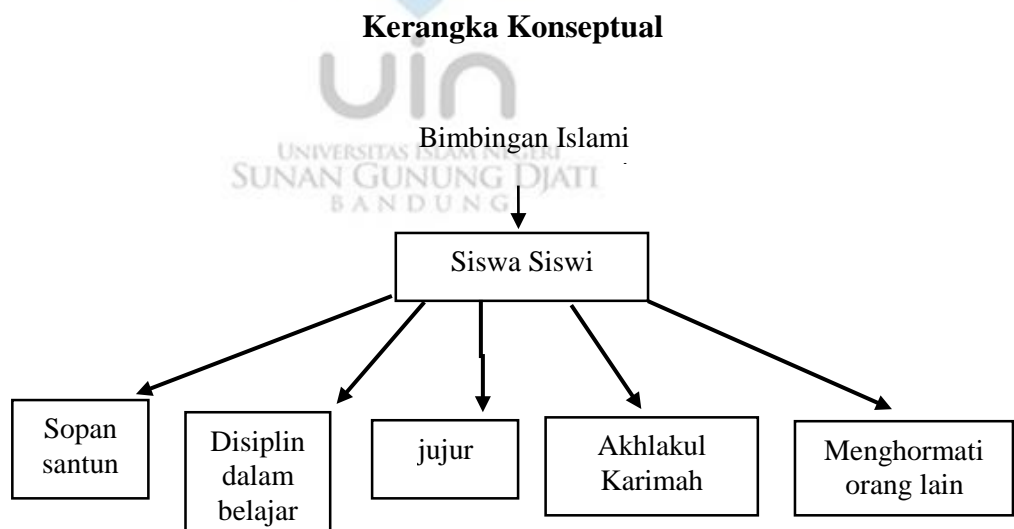 Kerangka Konseptual
uin
Bimbingan Islami
UNIVERSITAS ISLAM NEGERI
SUNAN GUNUNG DJATI
BANDUNG
Siswa Siswi
Sopan
santun
Disiplin
dalam
belajar
jujur
Akhlakul
Karimah
Menghormati
orang lain